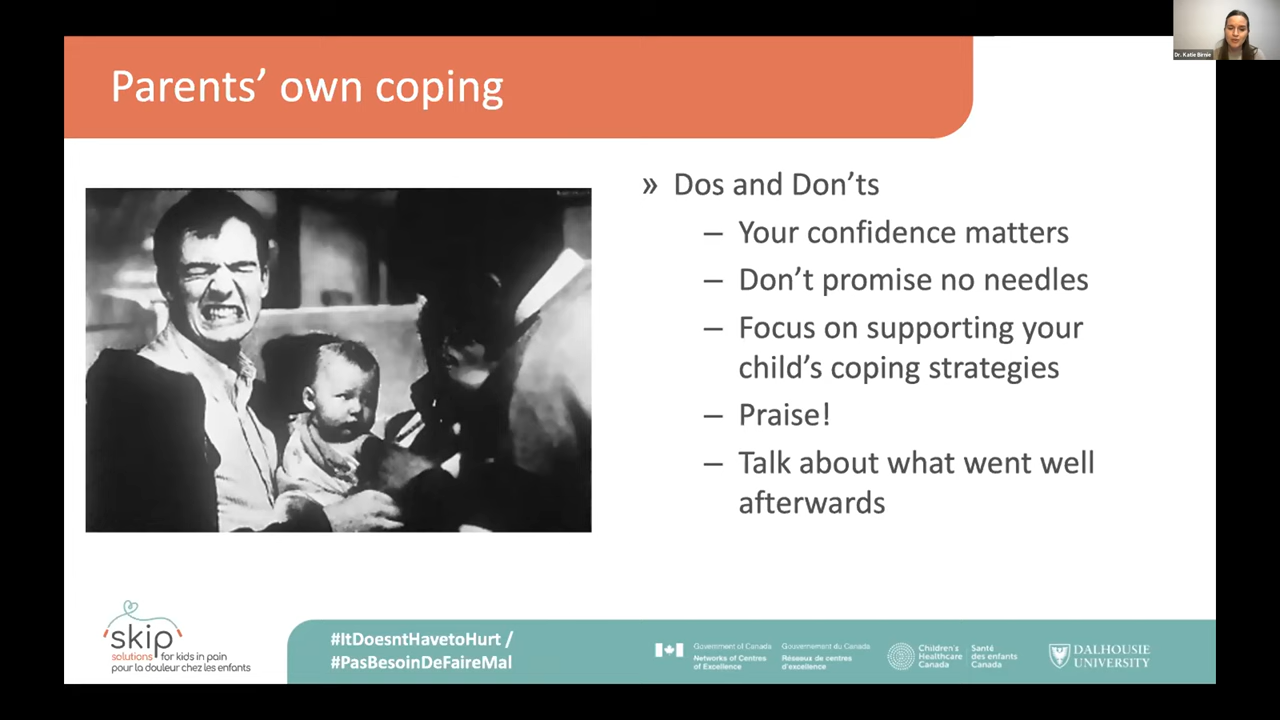 Dr. Katie Birnie
Parents’ own coping
» Dos and Don’ts
– Your confidence matters
– Don’t promise no needles
– Focus on supporting your
child’s coping strategies
– Praise!
– Talk about what went well
afterwards
skip
solutions for kids in pain
pour la douleur chez les enfants
#ItDoesntHavetoHurt /
#PasBesoinDeFaireMal
Government of Canada
Networks of Centres
of Excellence
Gouvernement du Canada
Réseaux de centres
d'excellence
Children's
Healthcare
Canada
Santé
des enfants
Canada
DALHOUSIE
UNIVERSITY